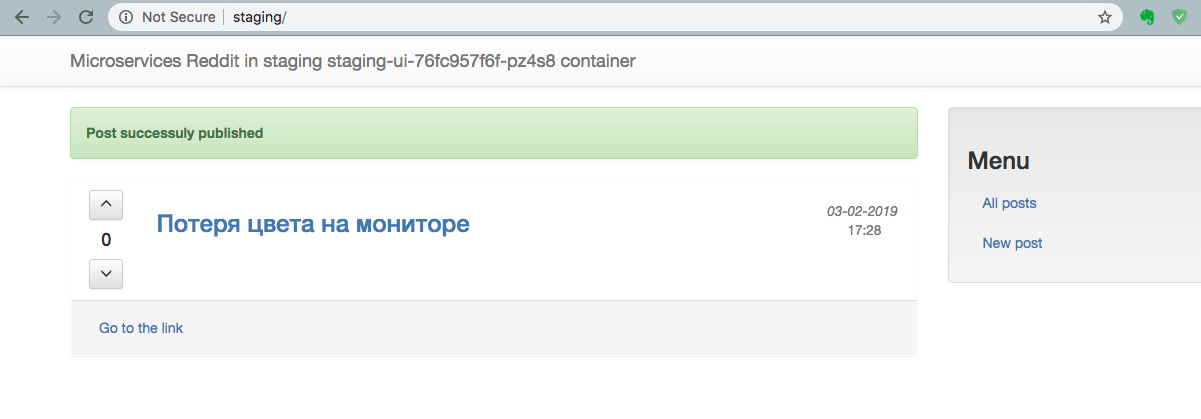 Not Secure | staging/
Microservices Reddit in staging staging-ui-76fc957f6f-pz4s8 container
Post successuly published
0
Потеря цвета на мониторе
03-02-2019
17:28
Go to the link
Menu
All posts
New post